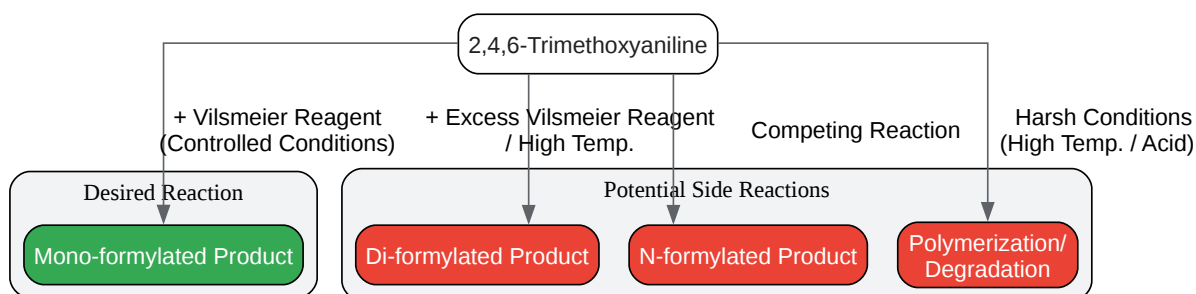 2,4,6-Trimethoxyaniline
+ Vilsmeier Reagent
(Controlled Conditions)
+ Excess Vilsmeier Reagent
/ High Temp.
Competing Reaction
Harsh Conditions
(High Temp. / Acid)
Desired Reaction
Potential Side Reactions
Mono-formylated Product
Di-formylated Product
N-formylated Product
Polymerization/
Degradation